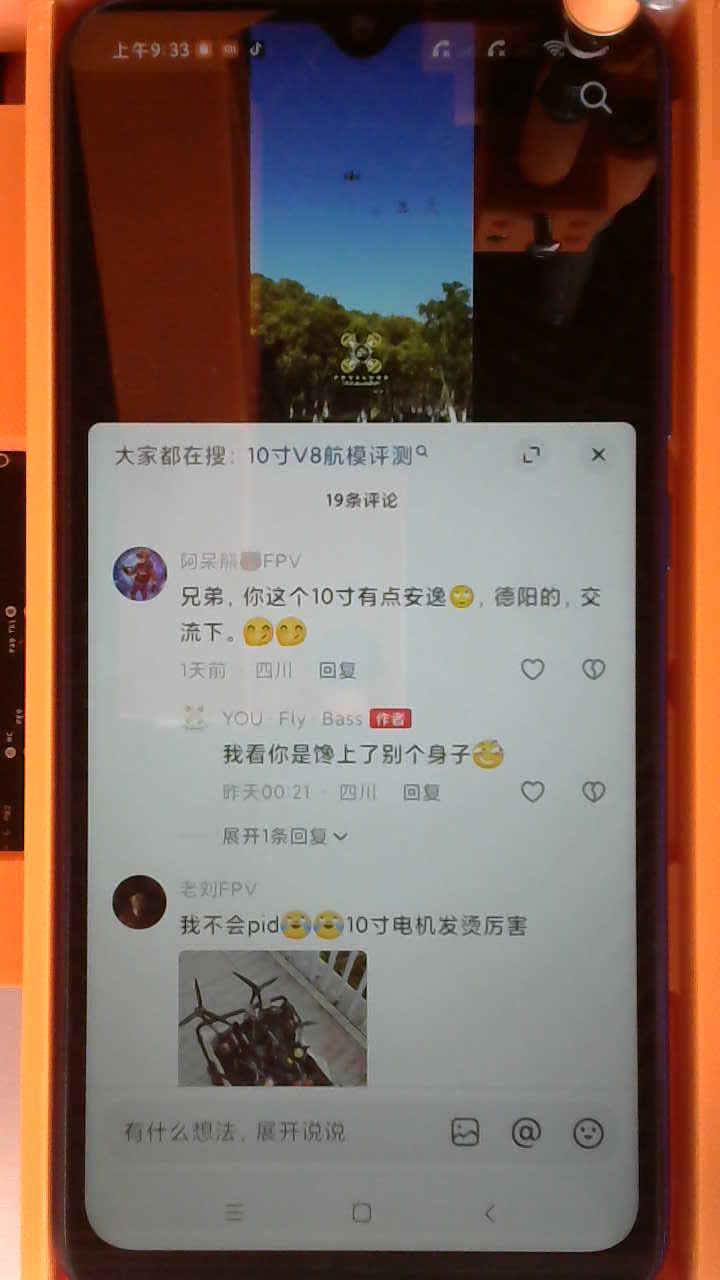 上午9:33
大家都在搜：10寸V8航模评测
19条评论
阿呆熊 FPV
兄弟，你这个10寸有点安逸，德阳的，交
流下。
1天前 · 四川 回复
YOU · Fly · Bass 作者
我看你是馋上了别个身子
昨天00:21 · 四川 回复
展开1条回复
老刘FPV
我不会pid 10寸电机发烫厉害
有什么想法，展开说说